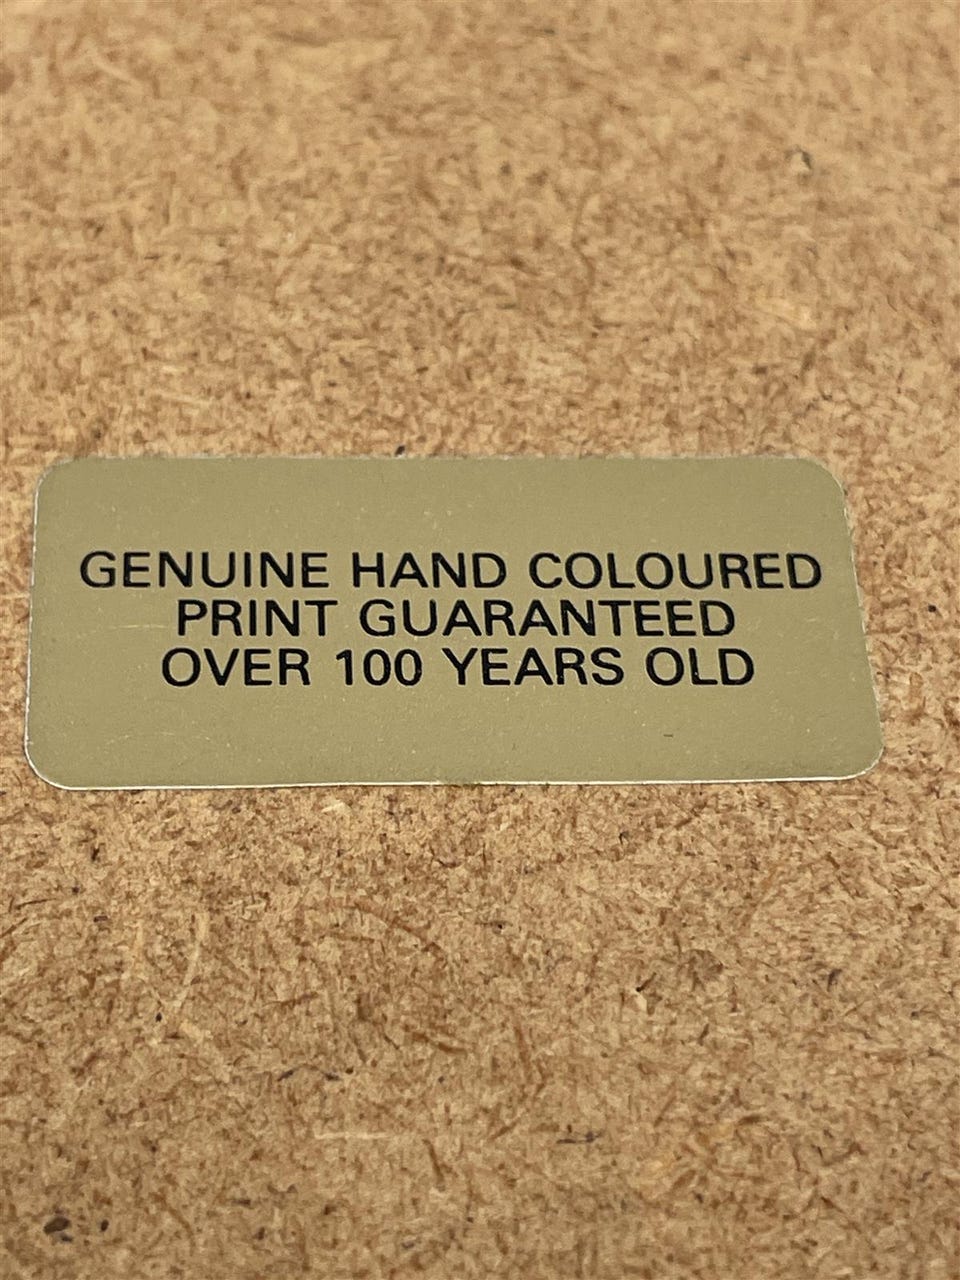 GENUINE HAND COLOURED
PRINT GUARANTEED
OVER 100 YEARS OLD